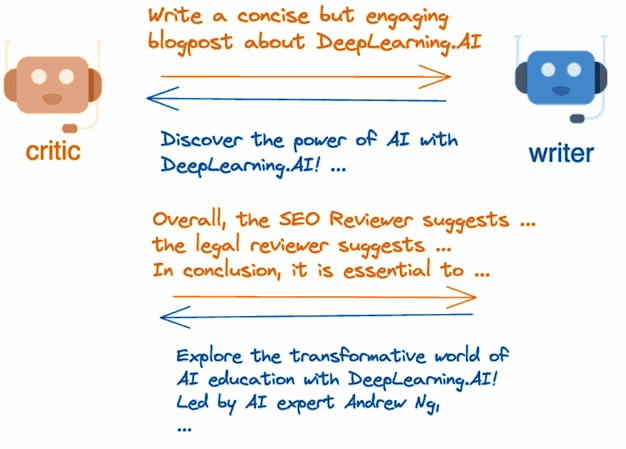 Write a concise but engaging
blogpost about DeepLearning.AI
critic
writer
Discover the power of AI with
DeepLearning.AI! ...
Overall, the SEO Reviewer suggests ...
the legal reviewer suggests ...
In conclusion, it is essential to ...
Explore the transformative world of
AI education with DeepLearning.AI!
Led by AI expert Andrew Ng,
...